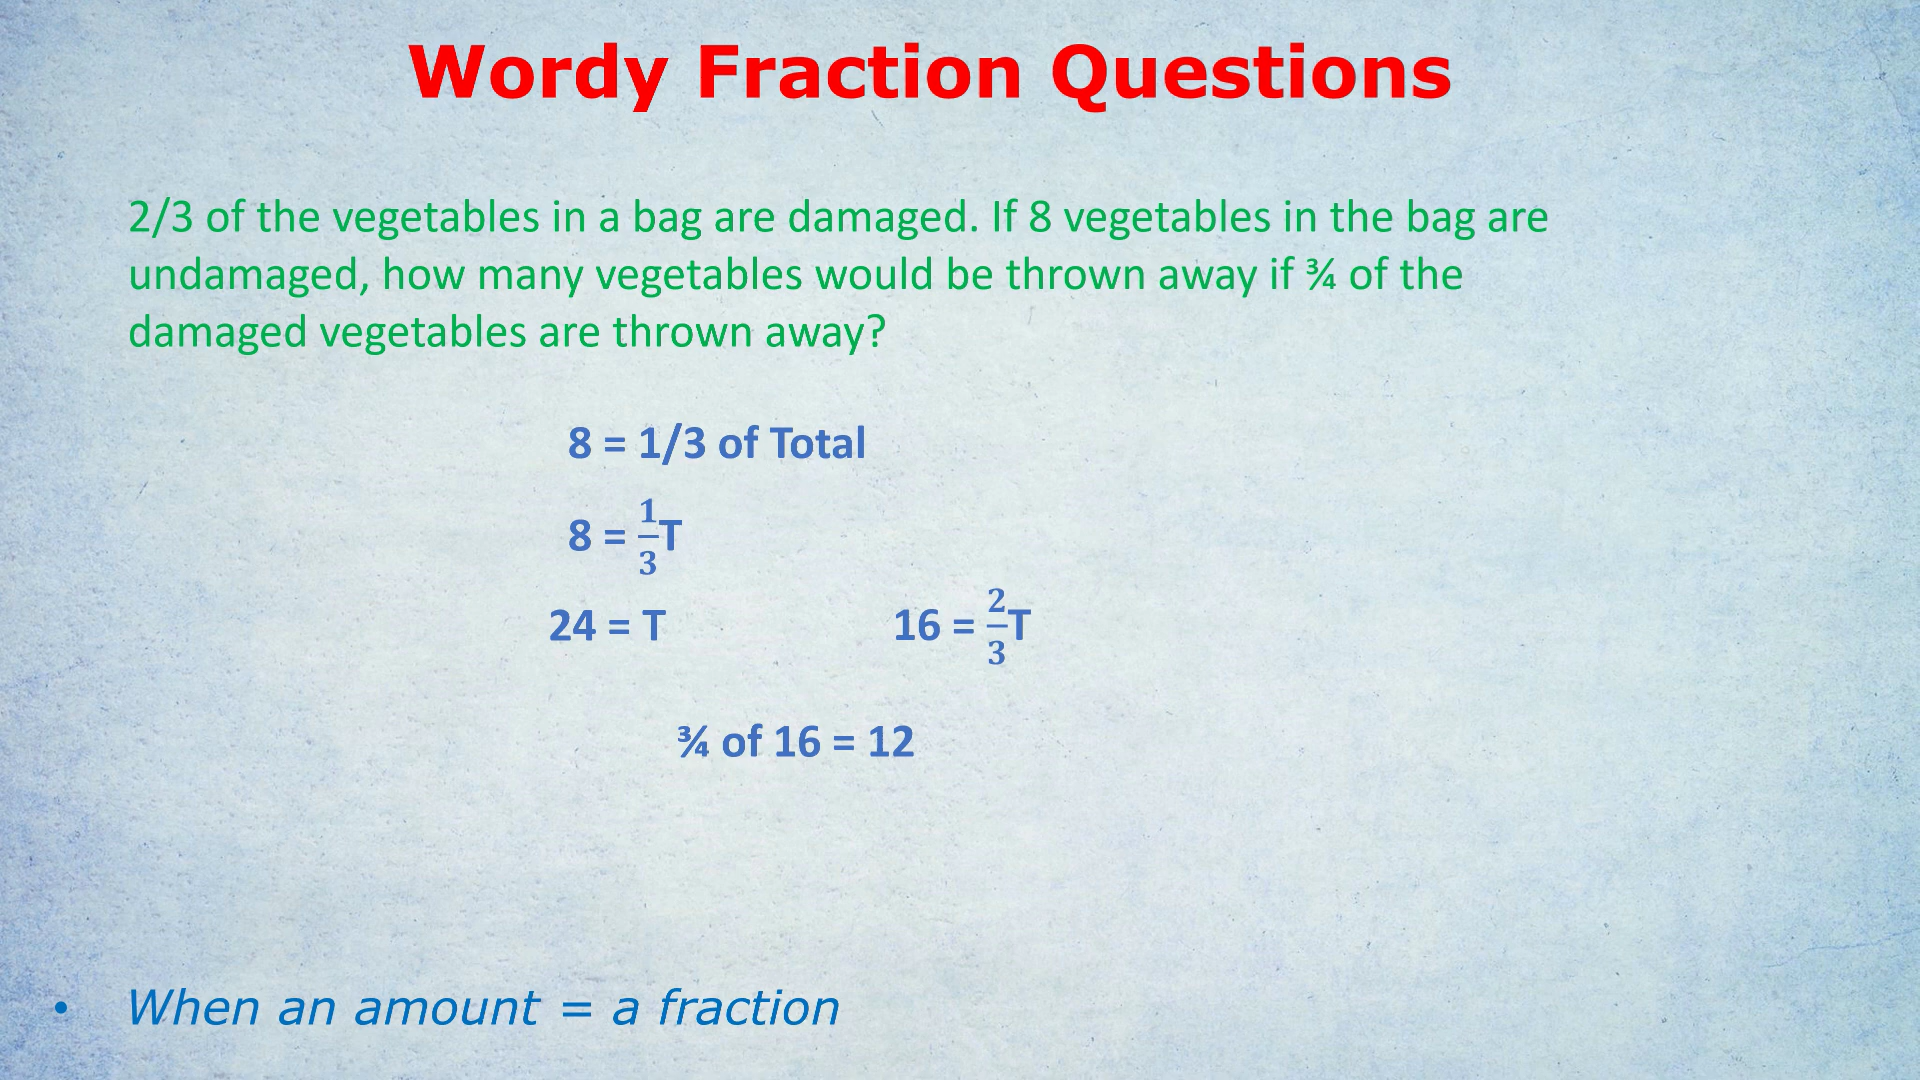 Wordy Fraction Questions
2/3 of the vegetables in a bag are damaged. If 8 vegetables in the bag are
undamaged, how many vegetables would be thrown away if ¾ of the
damaged vegetables are thrown away?
8 = 1/3 of Total
8 = 1/3 T
24 = T 16 = 2/3 T
¾ of 16 = 12
• When an amount = a fraction